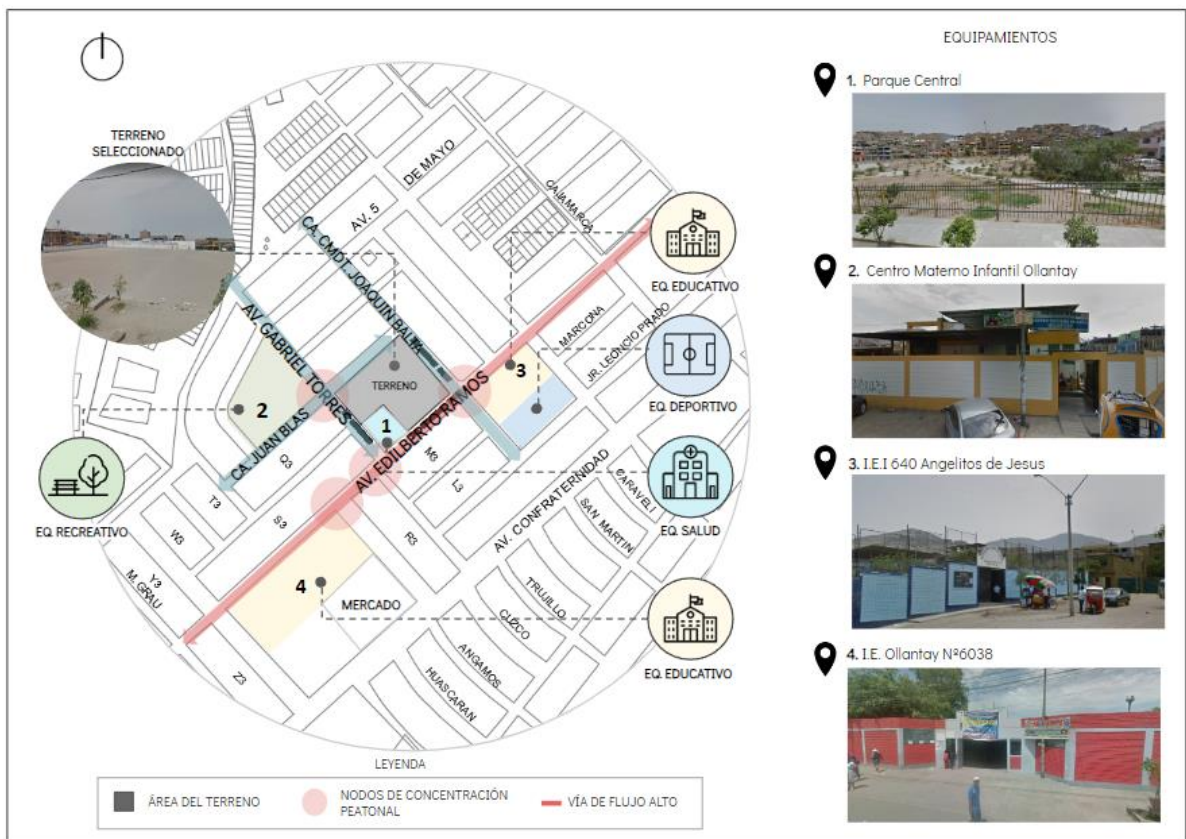 EQUIPAMIENTOS
1. Parque Central
2. Centro Materno Infantil Ollantay
3. I.E.I 640 Angelitos de Jesus
4. I.E. Ollantay Nº6038
TERRENO
SELECCIONADO
DE MAYO
AV. 5
CAJAMARCA
CA. CMDT. JOAQUIN BALTA
AV. GABRIEL TORRES
CA. JUAN BLAS
AV. EDILBERTO RAMOS
TERRENO
MARCONA
JR. LEONCIO PRADO
1
2
3
4
Q3
T3
W3
S3
Y3
M. GRAU
Z3
M3
L3
R3
AV. CONFRATERNIDAD
CARAVELI
SAN MARTIN
TRUJILLO
CUZCO
ANGAMOS
HUASCARAN
MERCADO
EQ. EDUCATIVO
EQ. DEPORTIVO
EQ. SALUD
EQ. EDUCATIVO
EQ. RECREATIVO
LEYENDA
ÁREA DEL TERRENO
NODOS DE CONCENTRACIÓN
PEATONAL
VÍA DE FLUJO ALTO